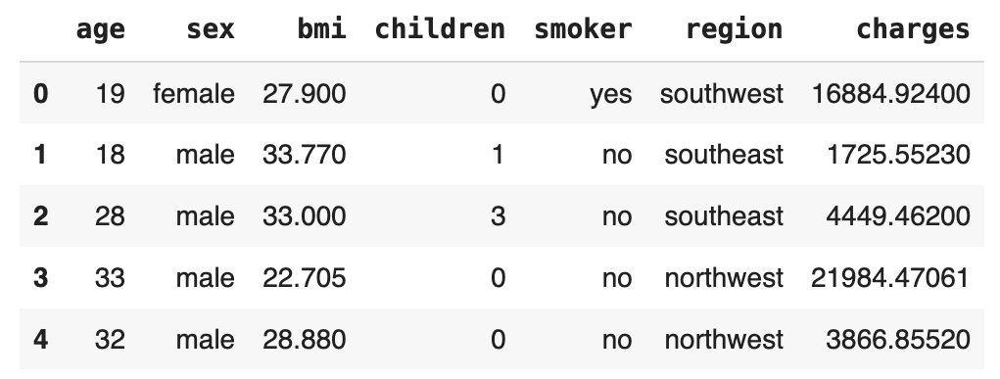 age sex bmi children smoker region charges
0 19 female 27.900 0 yes southwest 16884.92400
1 18 male 33.770 1 no southeast 1725.55230
2 28 male 33.000 3 no southeast 4449.46200
3 33 male 22.705 0 no northwest 21984.47061
4 32 male 28.880 0 no northwest 3866.85520